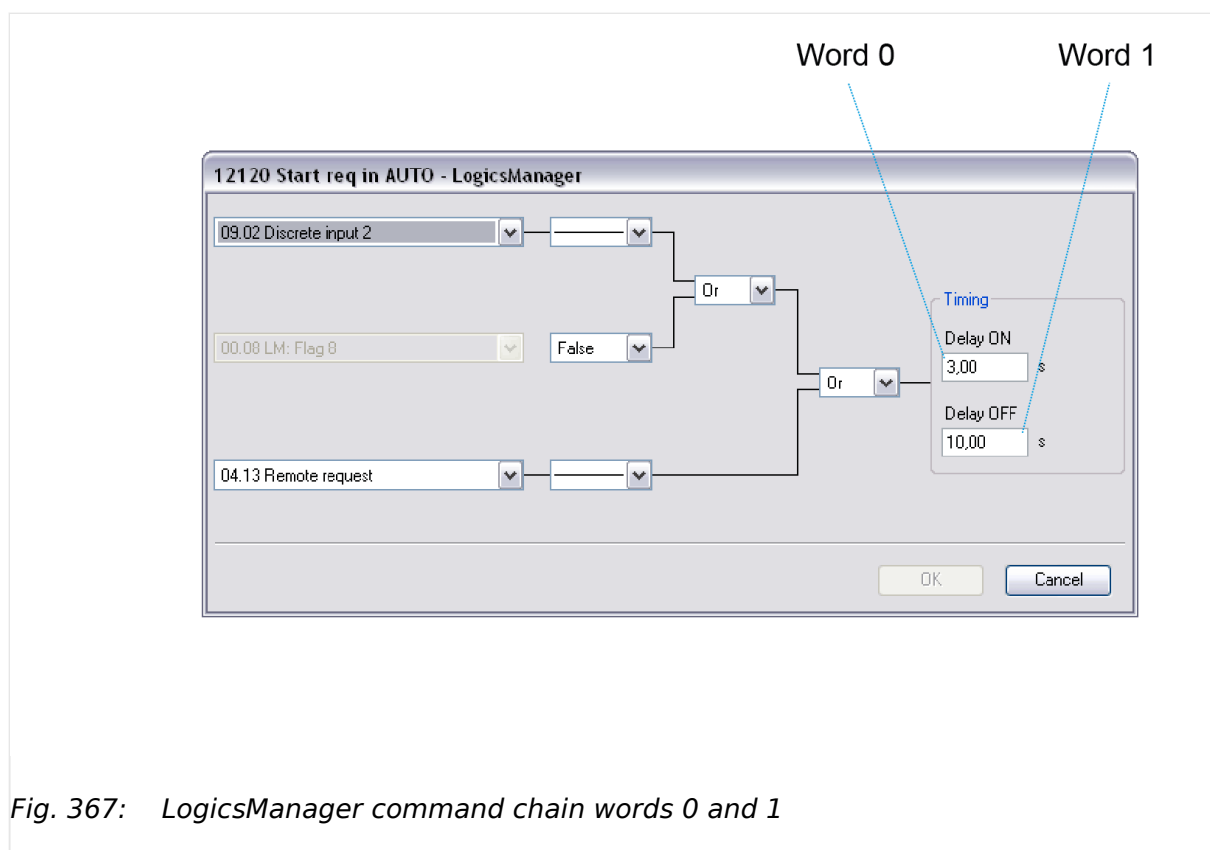 Word 0 Word 1
12120 Start req in AUTO - LogicsManager
09.02 Discrete input 2
Or
Timing
Delay ON
00.08 LM: Flag 8 False
3,00 s
Or
Delay OFF
10,00 s
04.13 Remote request
OK Cancel
Fig. 367: LogicsManager command chain words 0 and 1